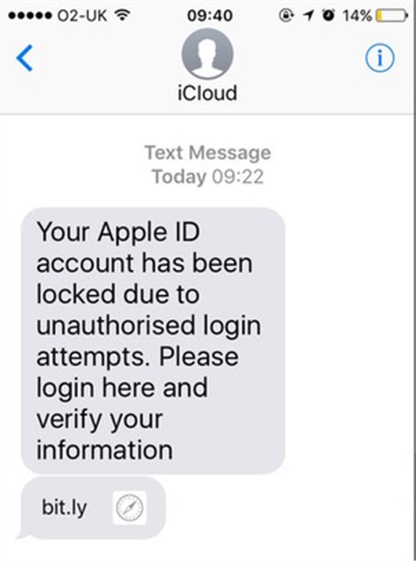 O2-UK 09:40 14%
iCloud
Text Message
Today 09:22
Your Apple ID
account has been
locked due to
unauthorised login
attempts. Please
login here and
verify your
information
bit.ly